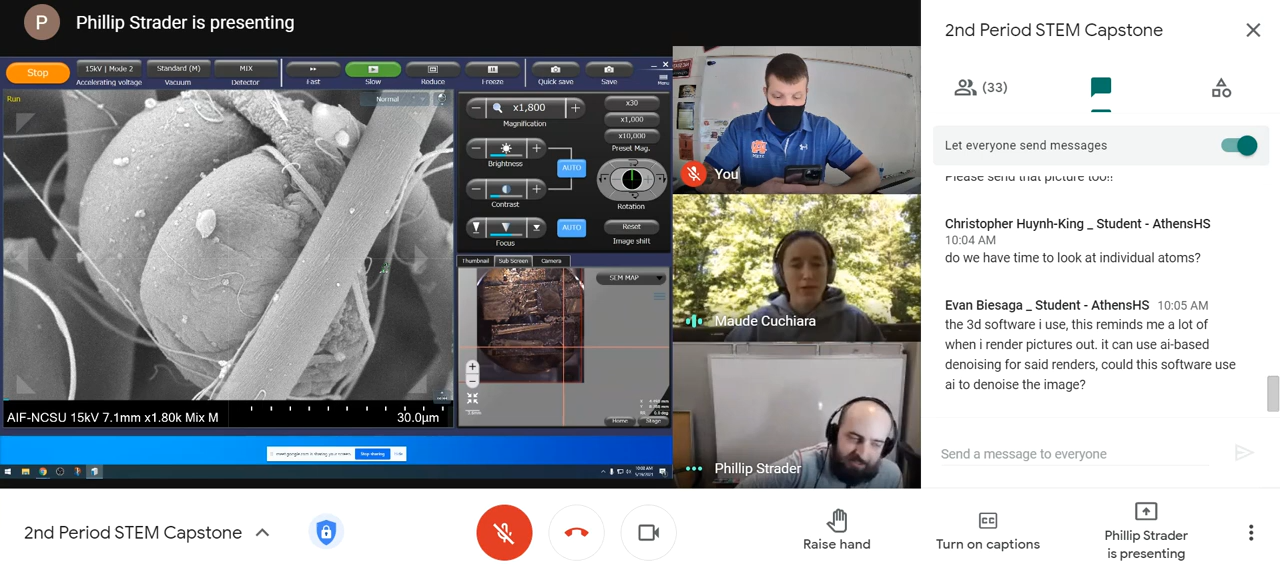 P
Phillip Strader is presenting
Stop
15kV | Mode 2
Standard (M)
MIX
Accelerating voltage
Vacuum
Detector
Fast
Slow
Reduce
Freeze
Quick save
Save
Menu
Run
Normal
x1,800
Magnification
x30
x1,000
x10,000
Preset Mag.
Brightness
AUTO
Contrast
Rotation
Focus
AUTO
Reset
Image shift
Thumbnail
Sub Screen
Camera
SEM MAP
Home
Stage
AIF-NCSU 15kV 7.1mm x1.80k Mix M
30.0µm
Stop sharing
You
Maude Cuchiara
Phillip Strader
2nd Period STEM Capstone
(33)
Let everyone send messages
Please send that picture too!!
Christopher Huynh-King _ Student - AthensHS
10:04 AM
do we have time to look at individual atoms?
Evan Biesaga _ Student - AthensHS 10:05 AM
the 3d software i use, this reminds me a lot of
when i render pictures out. it can use ai-based
denoising for said renders, could this software use
ai to denoise the image?
Send a message to everyone
2nd Period STEM Capstone
Raise hand
Turn on captions
Phillip Strader
is presenting